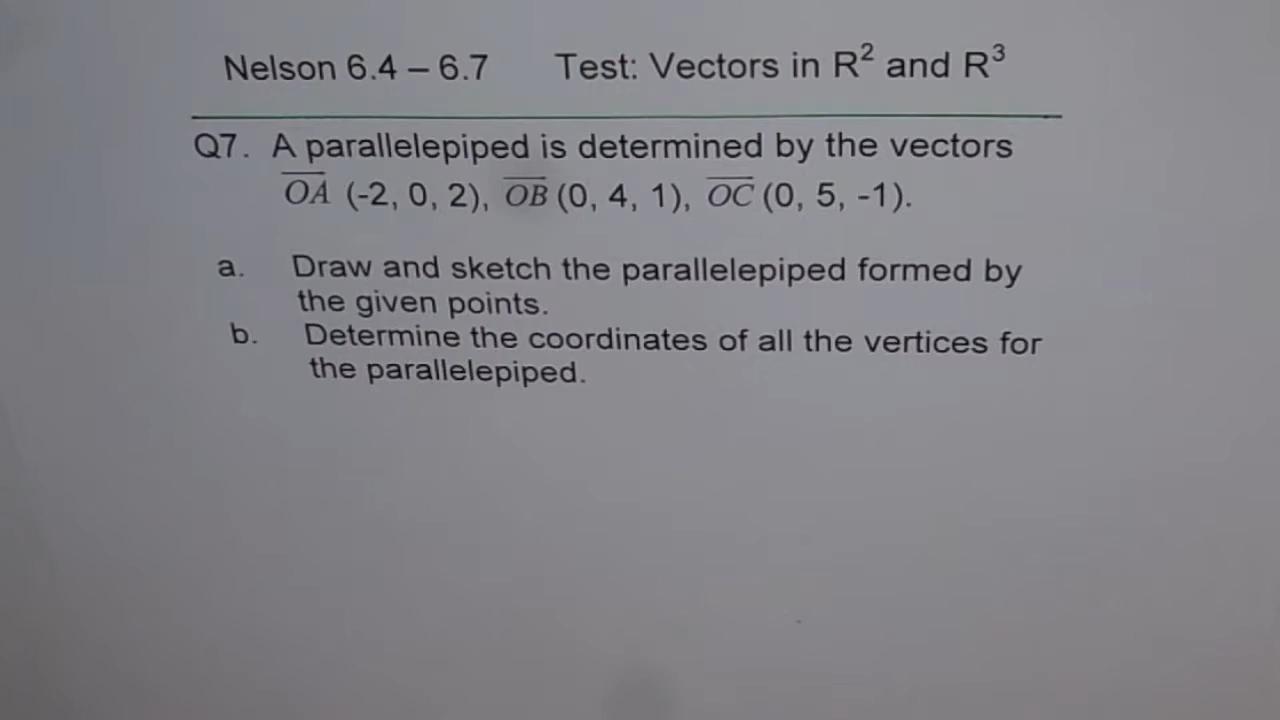 Nelson 6.4 – 6.7 Test: Vectors in R² and R³
Q7. A parallelepiped is determined by the vectors
OA (-2, 0, 2), OB (0, 4, 1), OC (0, 5, -1).
a. Draw and sketch the parallelepiped formed by
the given points.
b. Determine the coordinates of all the vertices for
the parallelepiped.